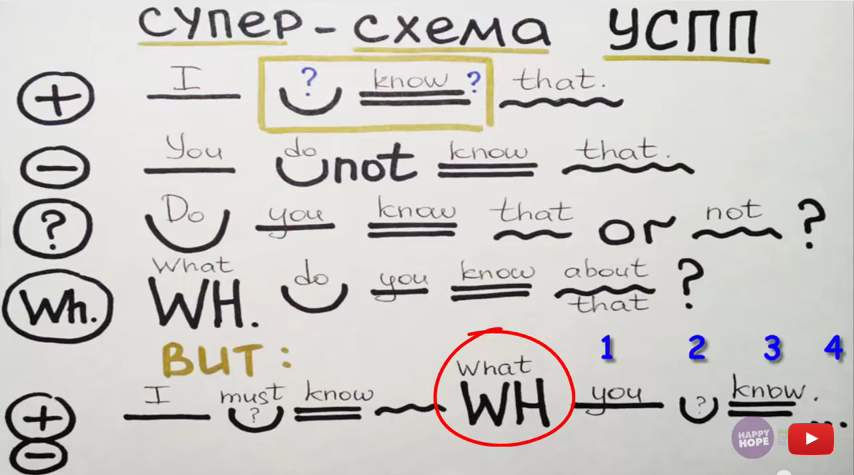 СУПЕР-СХЕМА УСПП
+ I ? know ? that.
− You do not know that.
? Do you know that or not ?
Wh. What WH. do you know about that ?
BUT:
1 2 3 4
+ − I must ? know What WH you ? know. ...
HAPPY HOPE